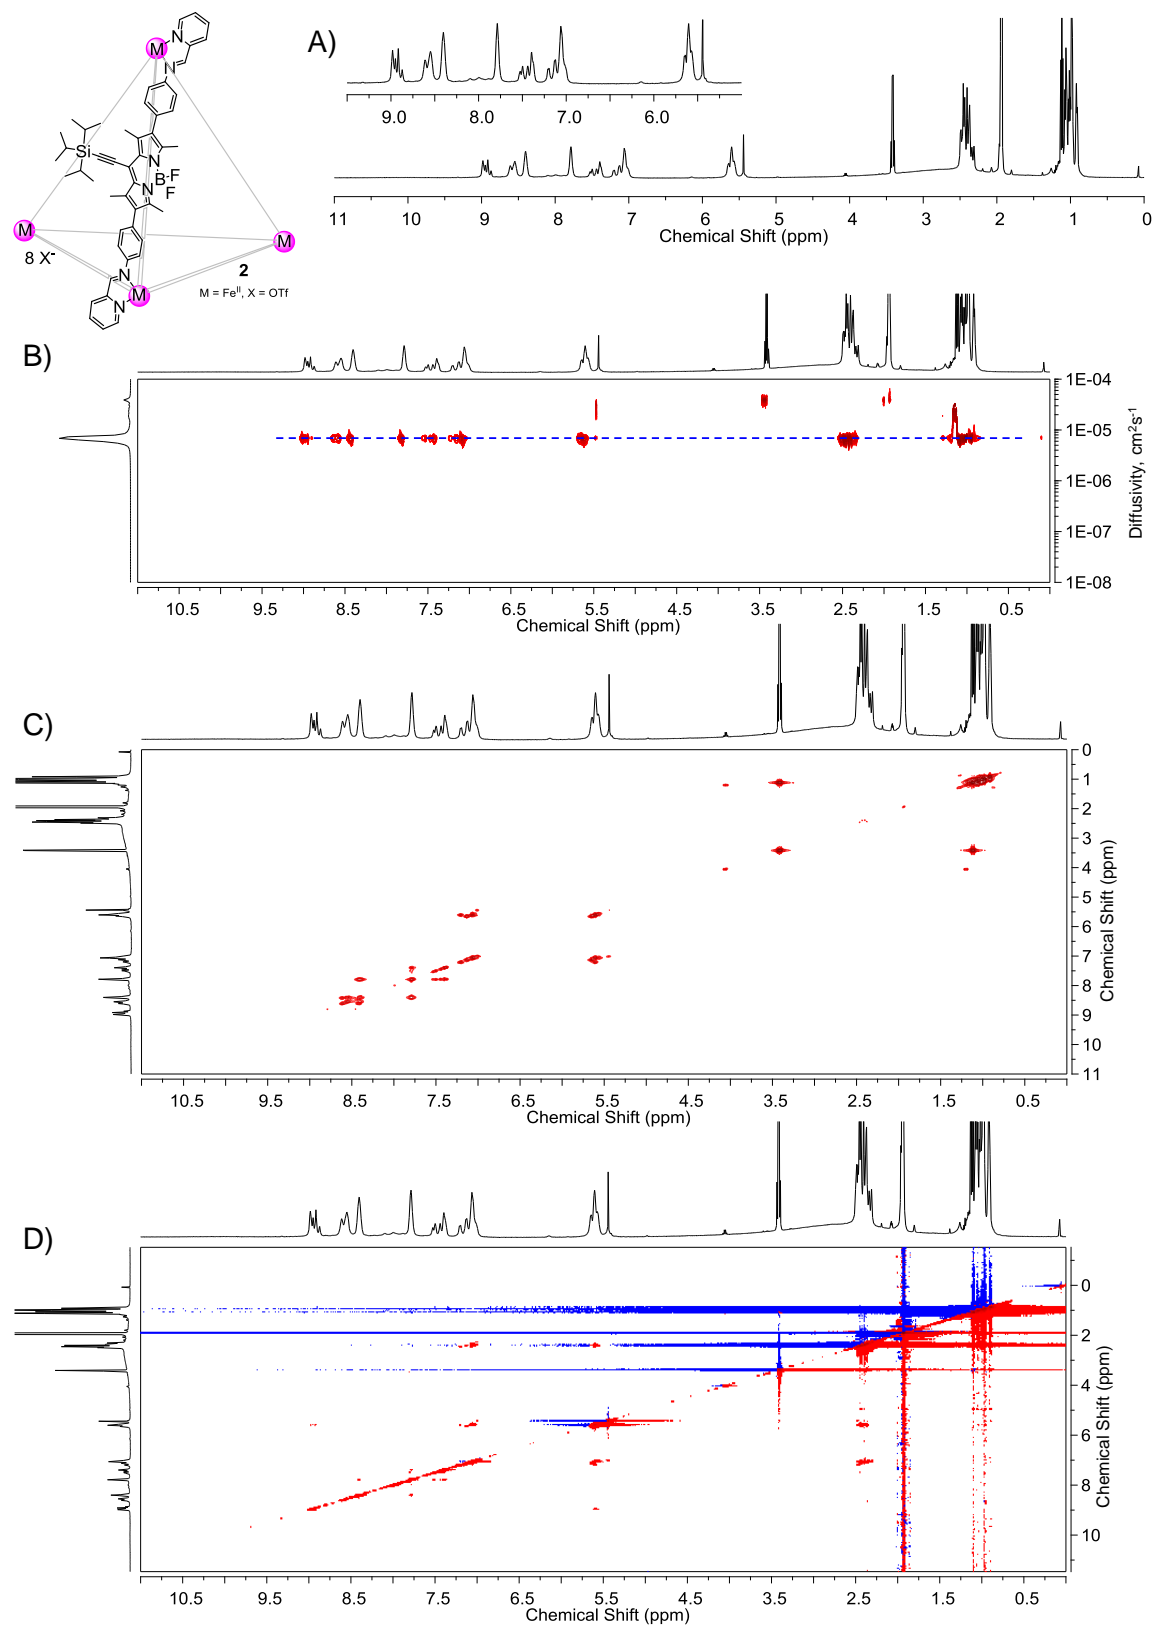 A)
M
N
N
Si
N
B-F
F
N
M
M
8 X⁻
2
M = Feᴵᴵ, X = OTf
N
M
N
9.0 8.0 7.0 6.0
11 10 9 8 7 6 5 4 3 2 1 0
Chemical Shift (ppm)
B)
1E-04
1E-05
1E-06
1E-07
1E-08
Diffusivity, cm²s⁻¹
10.5 8.5 7.5 6.5 5.5 4.5 3.5 2.5 1.5 0.5
Chemical Shift (ppm)
C)
0
1
2
3
4
5
6
7
8
9
10
11
Chemical Shift (ppm)
10.5 8.5 7.5 6.5 5.5 4.5 3.5 2.5 1.5 0.5
Chemical Shift (ppm)
D)
0
2
4
6
8
10
Chemical Shift (ppm)
10.5 8.5 7.5 6.5 5.5 4.5 3.5 2.5 1.5 0.5
Chemical Shift (ppm)